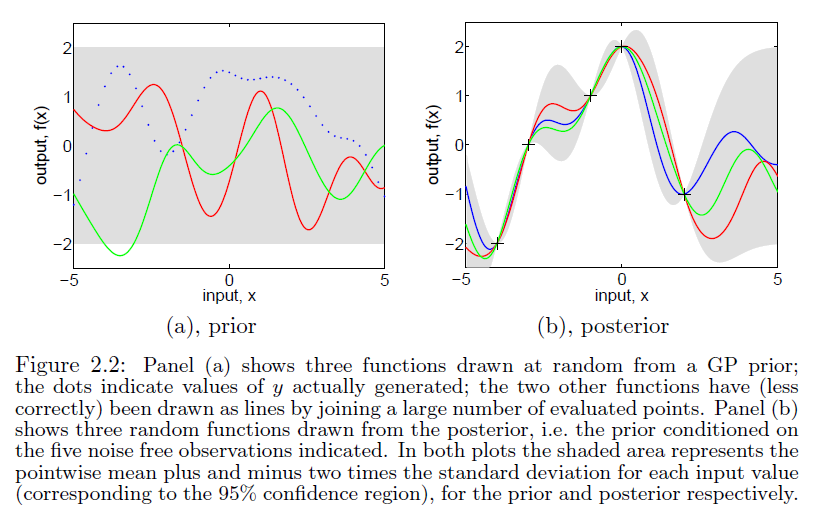 2
1
0
−1
−2
−5
0
5
output, f(x)
input, x
(a), prior
2
1
0
−1
−2
−5
0
5
output, f(x)
input, x
(b), posterior
Figure 2.2: Panel (a) shows three functions drawn at random from a GP prior;
the dots indicate values of y actually generated; the two other functions have (less
correctly) been drawn as lines by joining a large number of evaluated points. Panel (b)
shows three random functions drawn from the posterior, i.e. the prior conditioned on
the five noise free observations indicated. In both plots the shaded area represents the
pointwise mean plus and minus two times the standard deviation for each input value
(corresponding to the 95% confidence region), for the prior and posterior respectively.